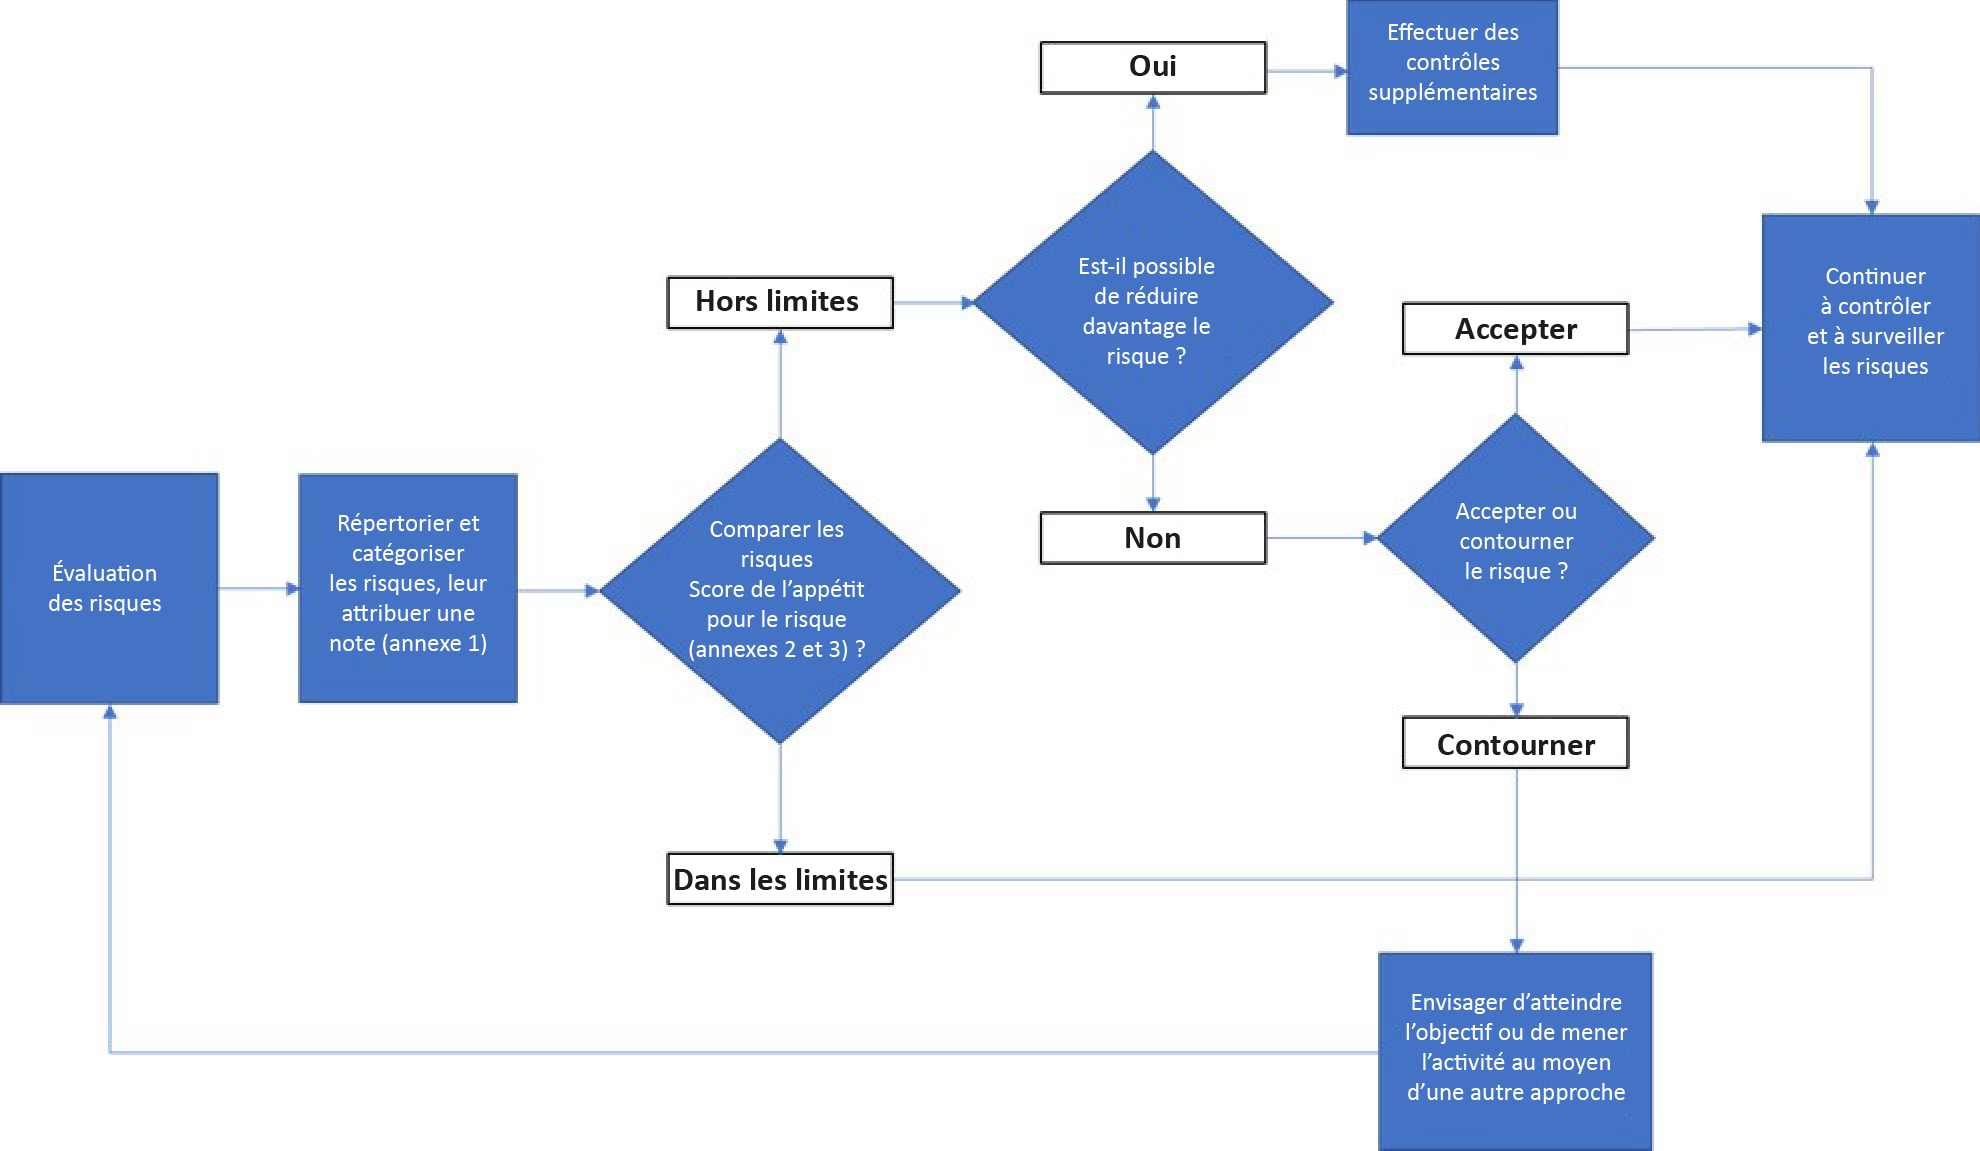 Évaluation
des risques
Répertorier et
catégoriser
les risques, leur
attribuer une
note (annexe 1)
Comparer les
risques
Score de l’appétit
pour le risque
(annexes 2 et 3) ?
Hors limites
Dans les limites
Est-il possible
de réduire
davantage le
risque ?
Oui
Effectuer des
contrôles
supplémentaires
Non
Accepter ou
contourner
le risque ?
Accepter
Continuer
à contrôler
et à surveiller
les risques
Contourner
Envisager d’atteindre
l’objectif ou de mener
l’activité au moyen
d’une autre approche